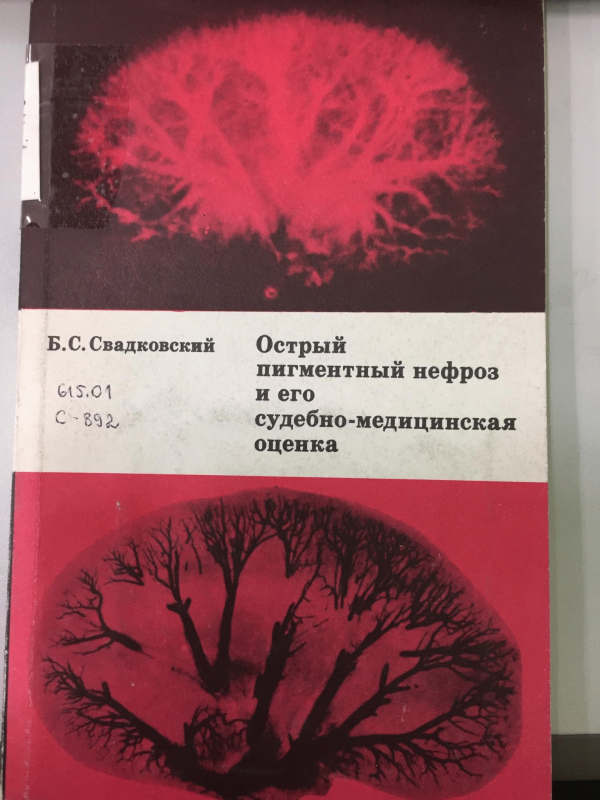 Б.С.Свадковский
615.01
С-892
Острый
пигментный нефроз
и его
судебно-медицинская
оценка